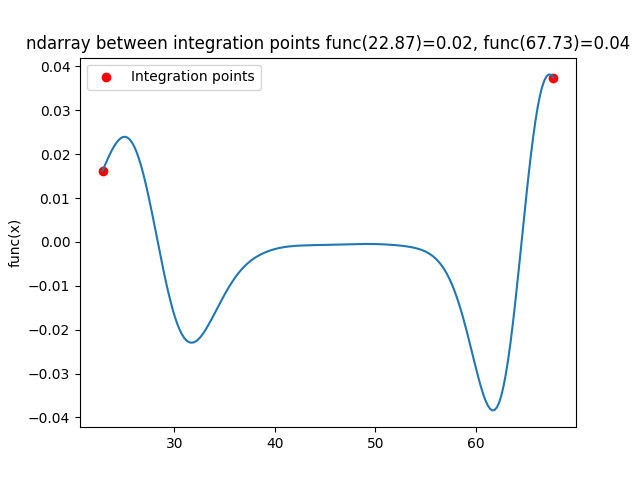 ndarray between integration points func(22.87)=0.02, func(67.73)=0.04
Integration points
func(x)
0.04
0.03
0.02
0.01
0.00
−0.01
−0.02
−0.03
−0.04
30 40 50 60